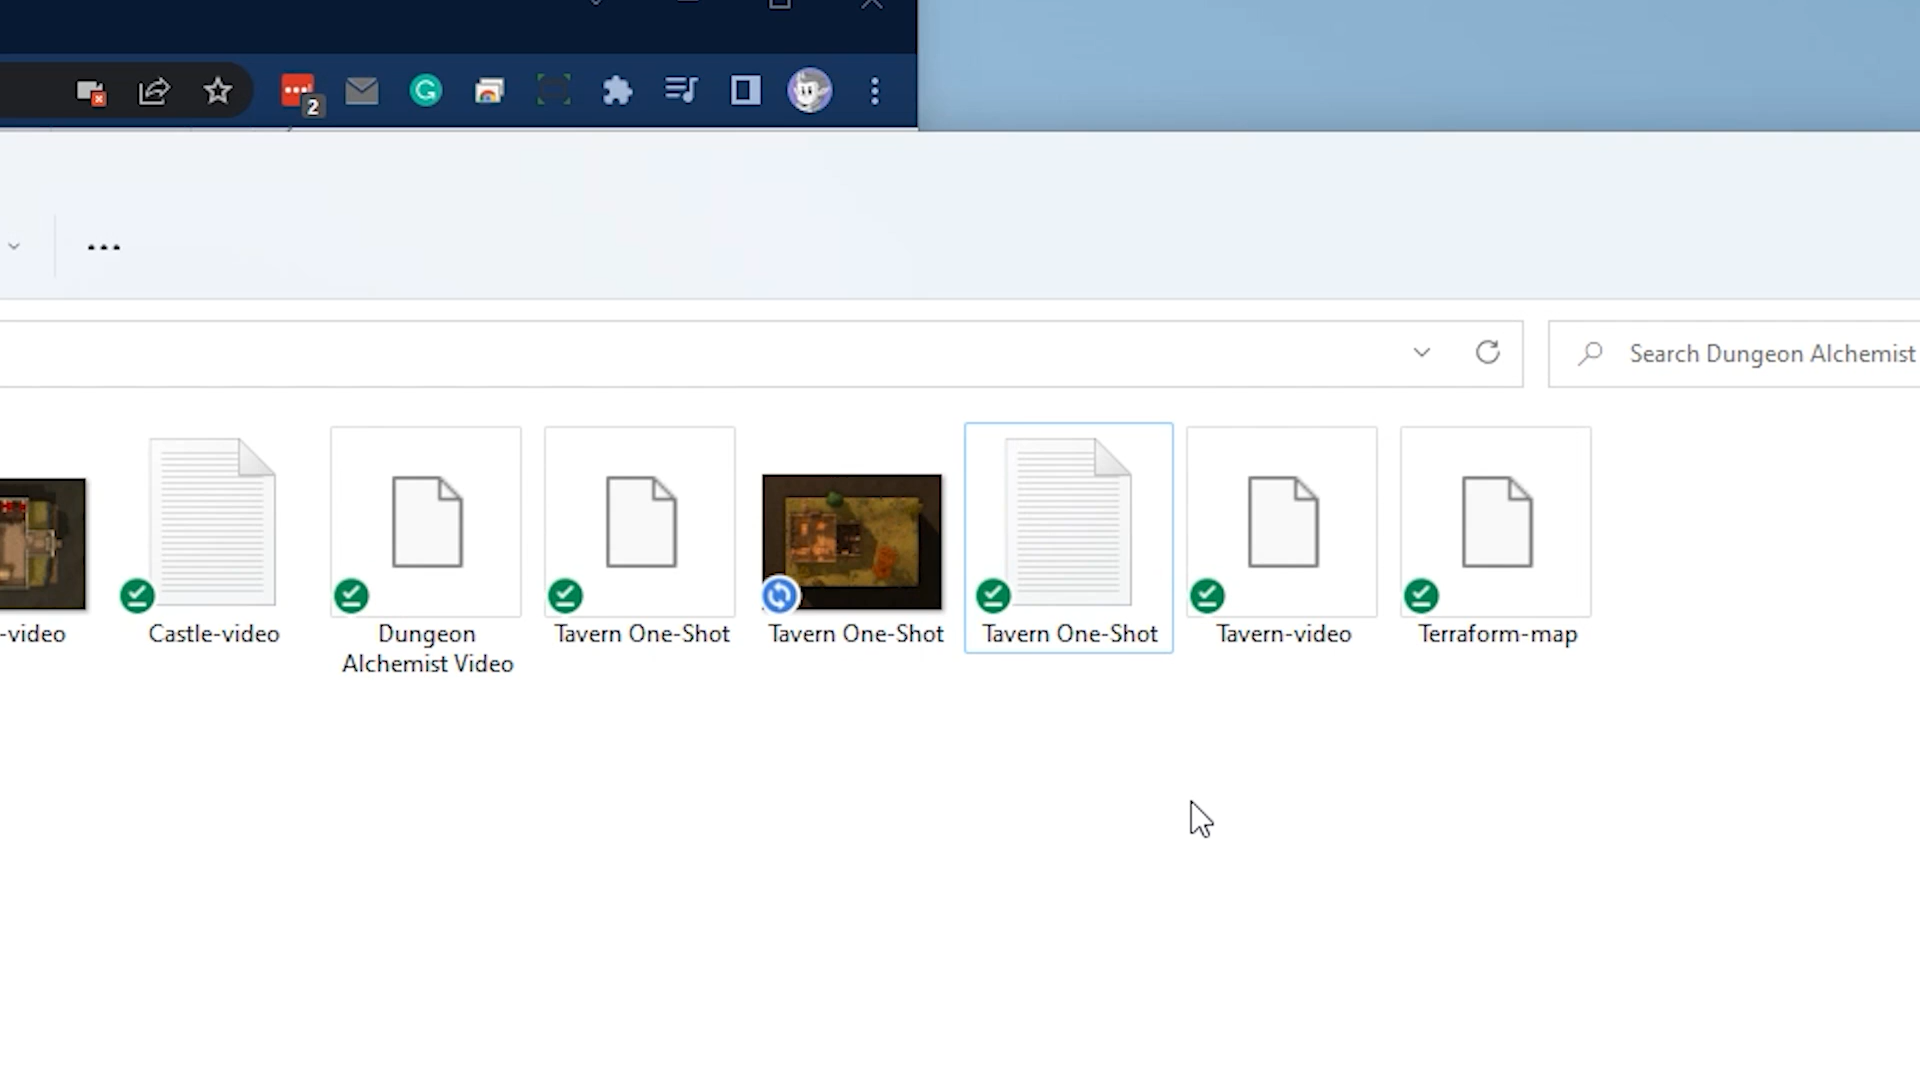 2
Search Dungeon Alchemist
-video
Castle-video
Dungeon
Alchemist Video
Tavern One-Shot
Tavern One-Shot
Tavern One-Shot
Tavern-video
Terraform-map